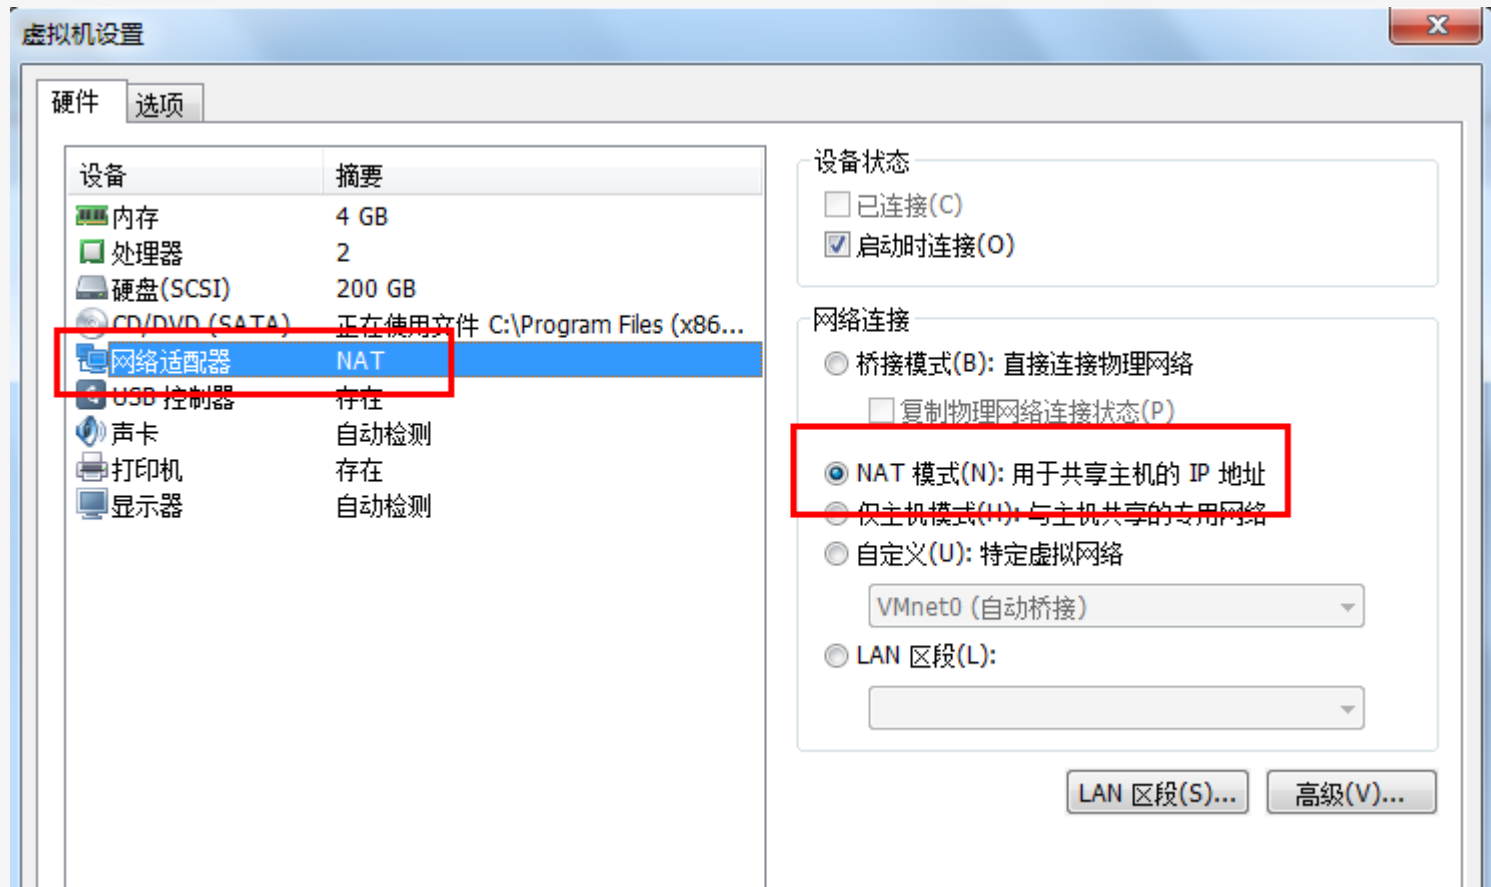 虚拟机设置
硬件
选项
设备 摘要
内存 4 GB
处理器 2
硬盘(SCSI) 200 GB
CD/DVD (SATA) 正在使用文件 C:\Program Files (x86...
网络适配器 NAT
USB 控制器 存在
声卡 自动检测
打印机 存在
显示器 自动检测
设备状态
已连接(C)
启动时连接(O)
网络连接
桥接模式(B): 直接连接物理网络
复制物理网络连接状态(P)
NAT 模式(N): 用于共享主机的 IP 地址
仅主机模式(H): 与主机共享的专用网络
自定义(U): 特定虚拟网络
VMnet0 (自动桥接)
LAN 区段(L):
LAN 区段(S)...
高级(V)...